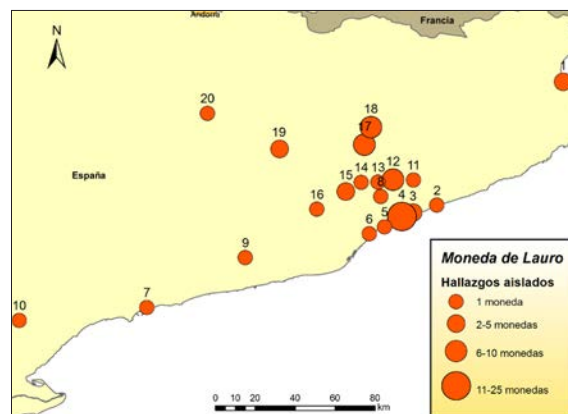 Andorra
Francia
N
1
20
18
17
19
España
14
13
12
11
15
8
16
4
3
2
5
6
9
7
10
Moneda de Lauro
Hallazgos aislados
1 moneda
2-5 monedas
6-10 monedas
11-25 monedas
0 10 20 40 60 80
km